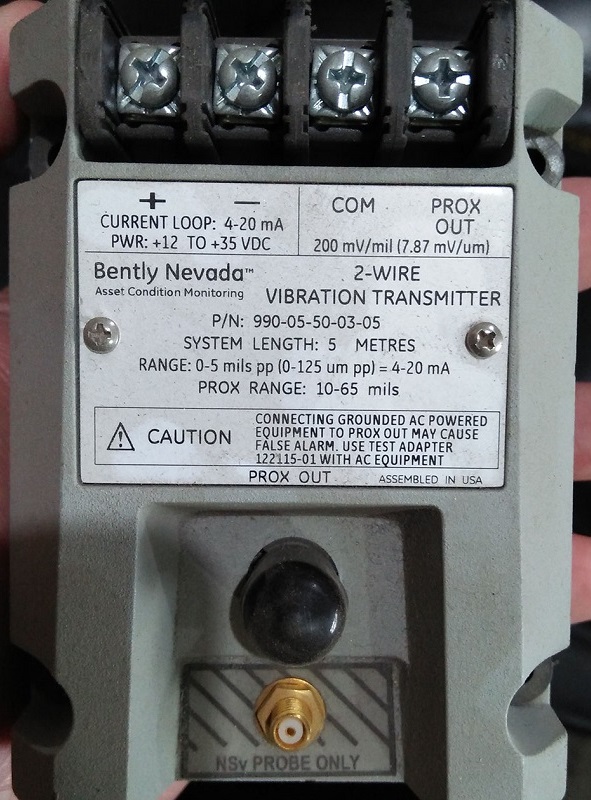 + −
CURRENT LOOP: 4-20 mA
PWR: +12 TO +35 VDC
COM PROX
OUT
200 mV/mil (7.87 mV/um)
Bently Nevada™
Asset Condition Monitoring
2-WIRE
VIBRATION TRANSMITTER
P/N: 990-05-50-03-05
SYSTEM LENGTH: 5 METRES
RANGE: 0-5 mils pp (0-125 um pp) = 4-20 mA
PROX RANGE: 10-65 mils
CAUTION
CONNECTING GROUNDED AC POWERED
EQUIPMENT TO PROX OUT MAY CAUSE
FALSE ALARM. USE TEST ADAPTER
122115-01 WITH AC EQUIPMENT
PROX OUT
ASSEMBLED IN USA
NSv PROBE ONLY